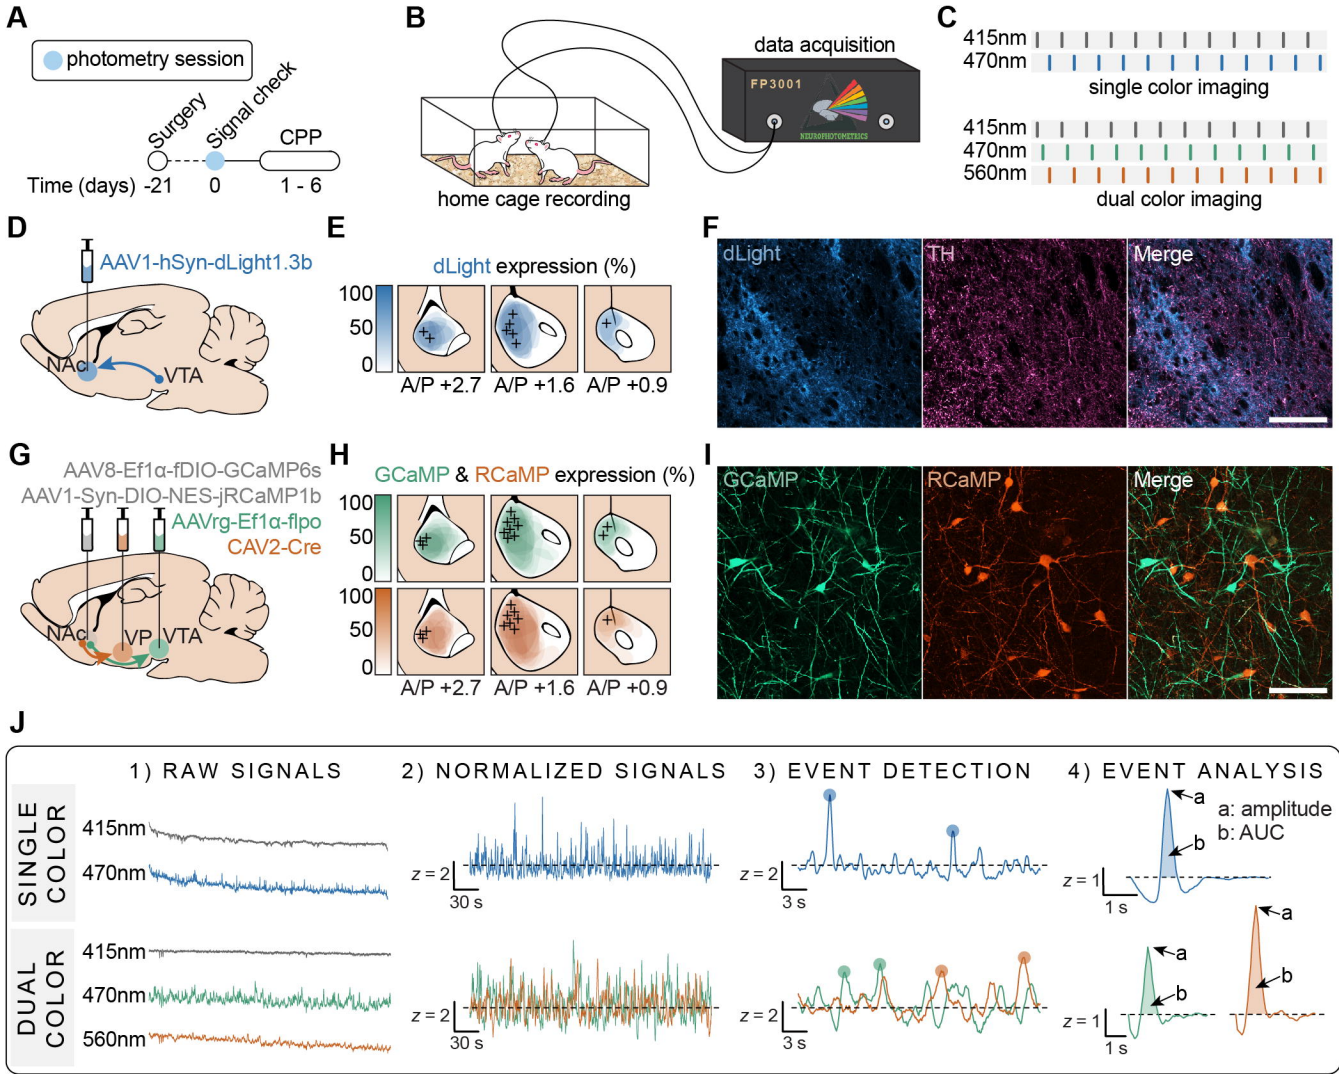 A
photometry session
Surgery
Signal check
CPP
Time (days) -21 0 1 - 6
B
data acquisition
FP3001
NEUROPHOTOMETRICS
home cage recording
C
415nm
470nm
single color imaging
415nm
470nm
560nm
dual color imaging
D
AAV1-hSyn-dLight1.3b
NAc
VTA
E
dLight expression (%)
100
50
0
A/P +2.7 A/P +1.6 A/P +0.9
F
dLight TH Merge
G
AAV8-Ef1α-fDIO-GCaMP6s
AAV1-Syn-DIO-NES-jRCaMP1b
AAVrg-Ef1α-flpo
CAV2-Cre
NAc VP VTA
H
GCaMP & RCaMP expression (%)
100
50
0
100
50
0
A/P +2.7 A/P +1.6 A/P +0.9
I
GCaMP RCaMP Merge
J
1) RAW SIGNALS 2) NORMALIZED SIGNALS 3) EVENT DETECTION 4) EVENT ANALYSIS
SINGLE
COLOR
415nm
470nm
z = 2
30 s
z = 2
3 s
a
b
a: amplitude
b: AUC
z = 1
1 s
DUAL
COLOR
415nm
470nm
560nm
z = 2
30 s
z = 2
3 s
a
b
z = 1
1 s
a
b